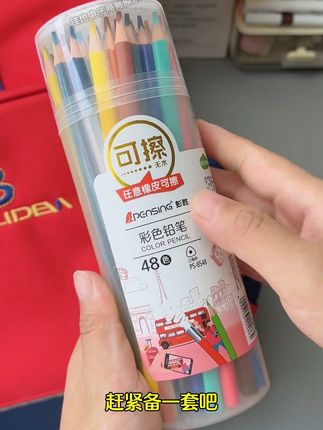 可擦
无木
任意橡皮可擦
PENSING 彭胜
彩色铅笔
COLOR PENCIL
48色
PS-8548
赶紧备一套吧